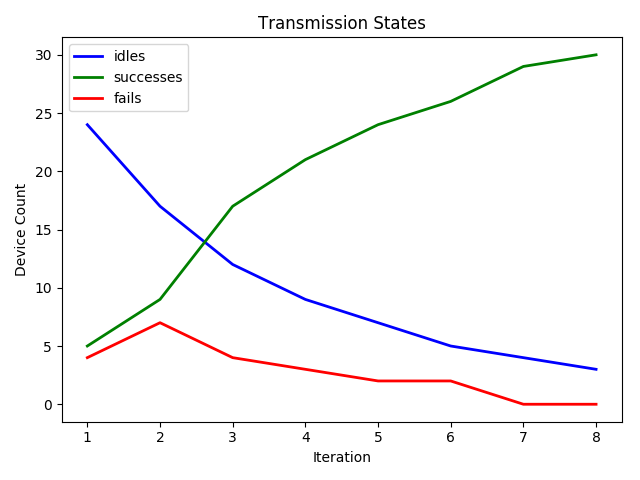 Transmission States
idles
successes
fails
Device Count
30
25
20
15
10
5
0
1 2 3 4 5 6 7 8
Iteration